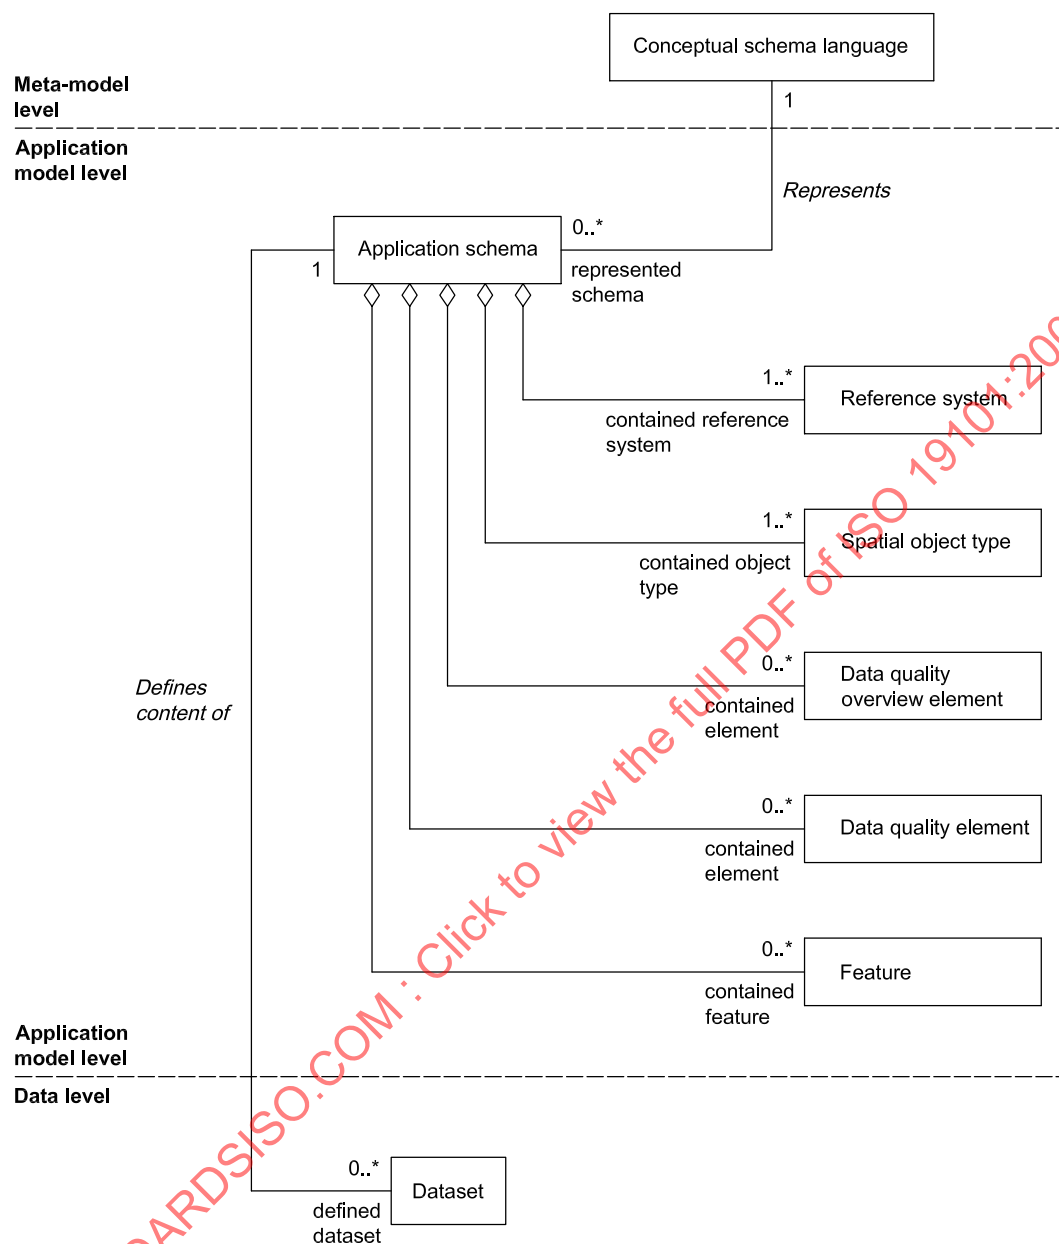 Conceptual schema language
Meta-model
level
1
Application
model level
Represents
Application schema
0..*
1
represented
schema
1..*
Reference system
contained reference
system
1..*
Spatial object type
contained object
type
0..*
Data quality
overview element
contained
element
Defines
content of
0..*
Data quality element
contained
element
0..*
Feature
contained
feature
Application
model level
Data level
0..*
Dataset
defined
dataset
ARDSISO.COM : Click to view the full PDF of ISO 19101:200